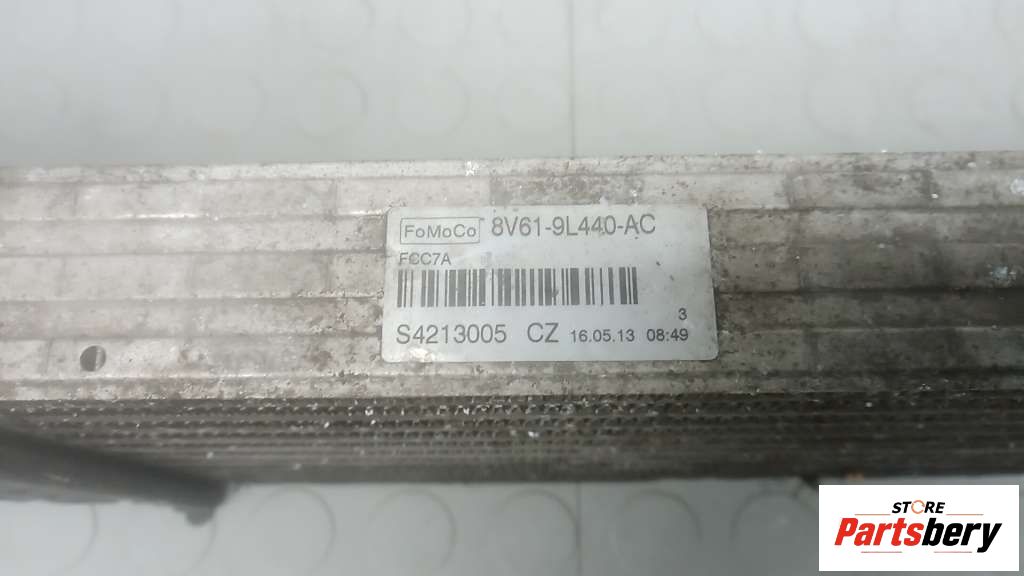 FoMoCo 8V61-9L440-AC
FCC7A
3
S4213005 CZ 16.05.13 08:49
STORE
Partsbery